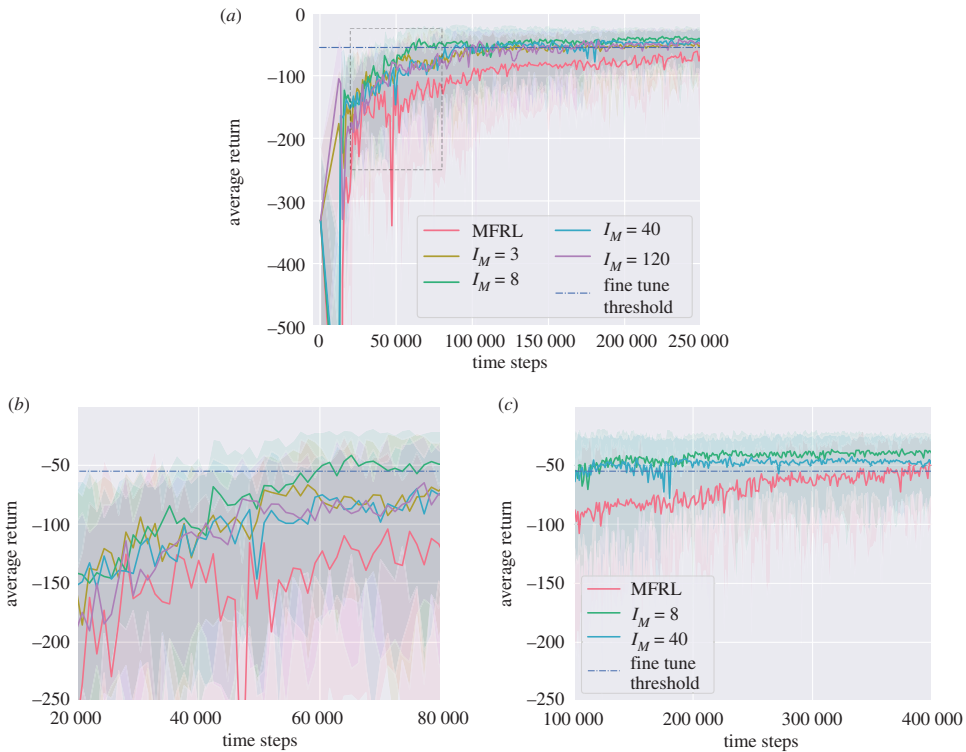 (a)
0
−100
−200
−300
−400
−500
average return
MFRL
I_M = 3
I_M = 8
I_M = 40
I_M = 120
fine tune
threshold
0 50 000 100 000 150 000 200 000 250 000
time steps
(b)
−50
−100
−150
−200
−250
average return
20 000 40 000 60 000 80 000
time steps
(c)
−50
−100
−150
−200
−250
average return
MFRL
I_M = 8
I_M = 40
fine tune
threshold
100 000 200 000 300 000 400 000
time steps